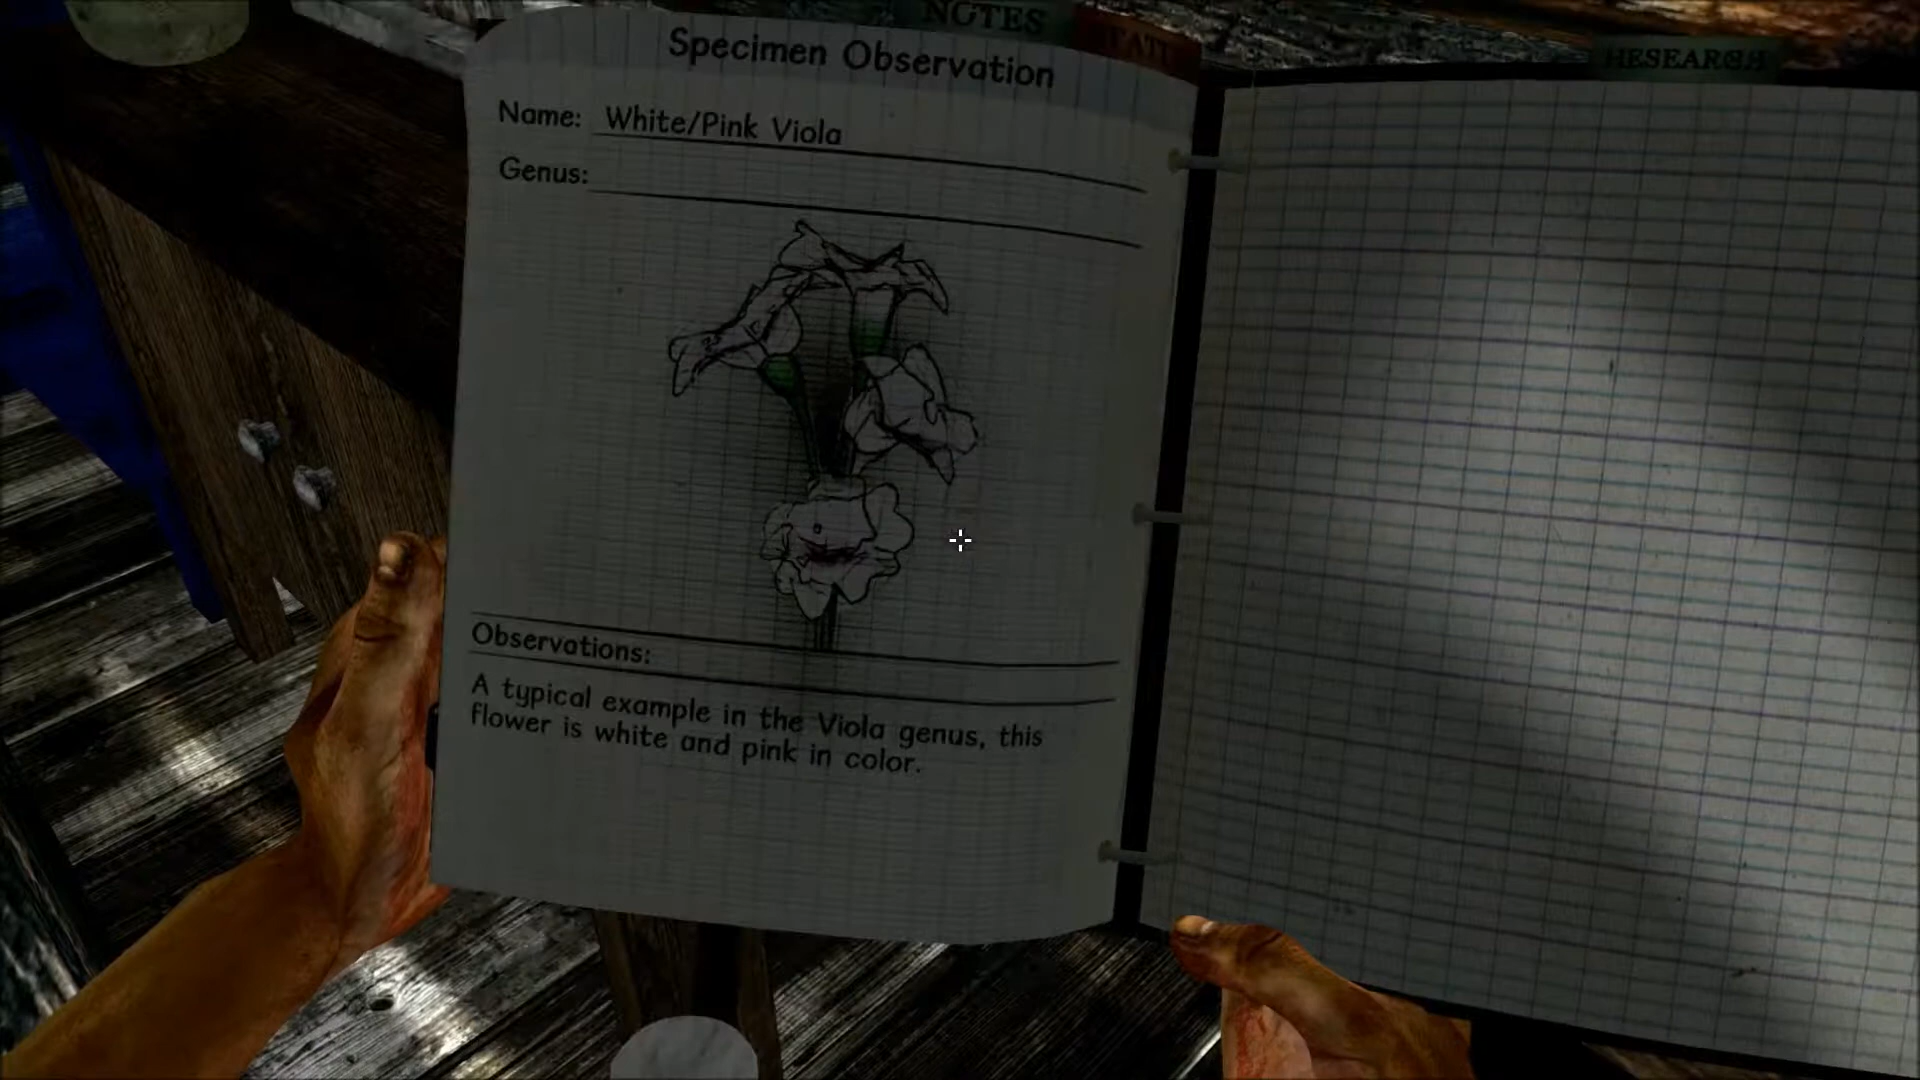 NOTES
RESEARCH
Specimen Observation
Name: White/Pink Viola
Genus:
Observations:
A typical example in the Viola genus, this
flower is white and pink in color.